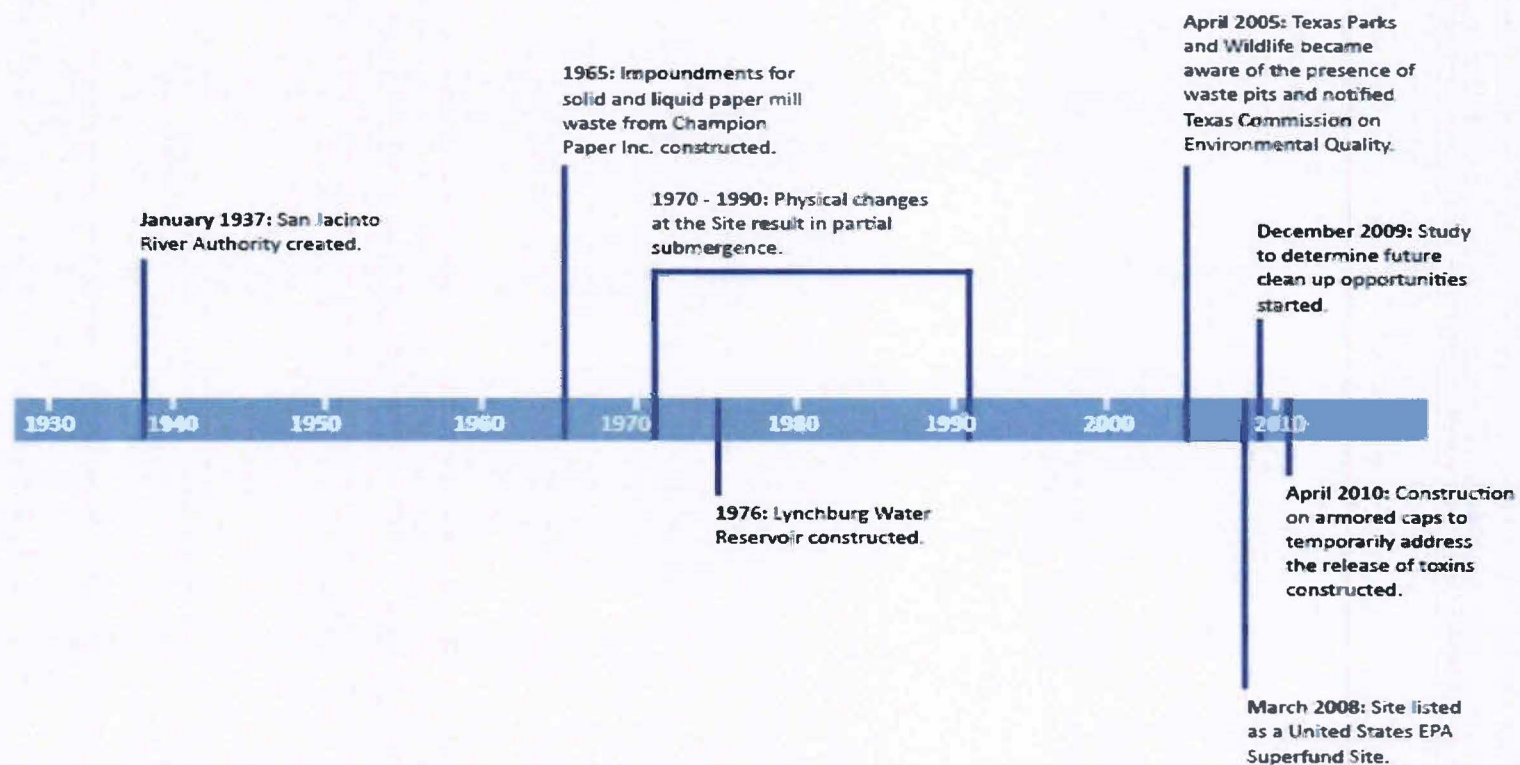 January 1937: San Jacinto
River Authority created.
1965: Impoundments for
solid and liquid paper mill
waste from Champion
Paper Inc. constructed.
1970 - 1990: Physical changes
at the Site result in partial
submergence.
April 2005: Texas Parks
and Wildlife became
aware of the presence of
waste pits and notified
Texas Commission on
Environmental Quality.
December 2009: Study
to determine future
clean up opportunities
started.
1930 1940 1950 1960 1970 1980 1990 2000 2010
1976: Lynchburg Water
Reservoir constructed.
April 2010: Construction
on armored caps to
temporarily address
the release of toxins
constructed.
March 2008: Site listed
as a United States EPA
Superfund Site.